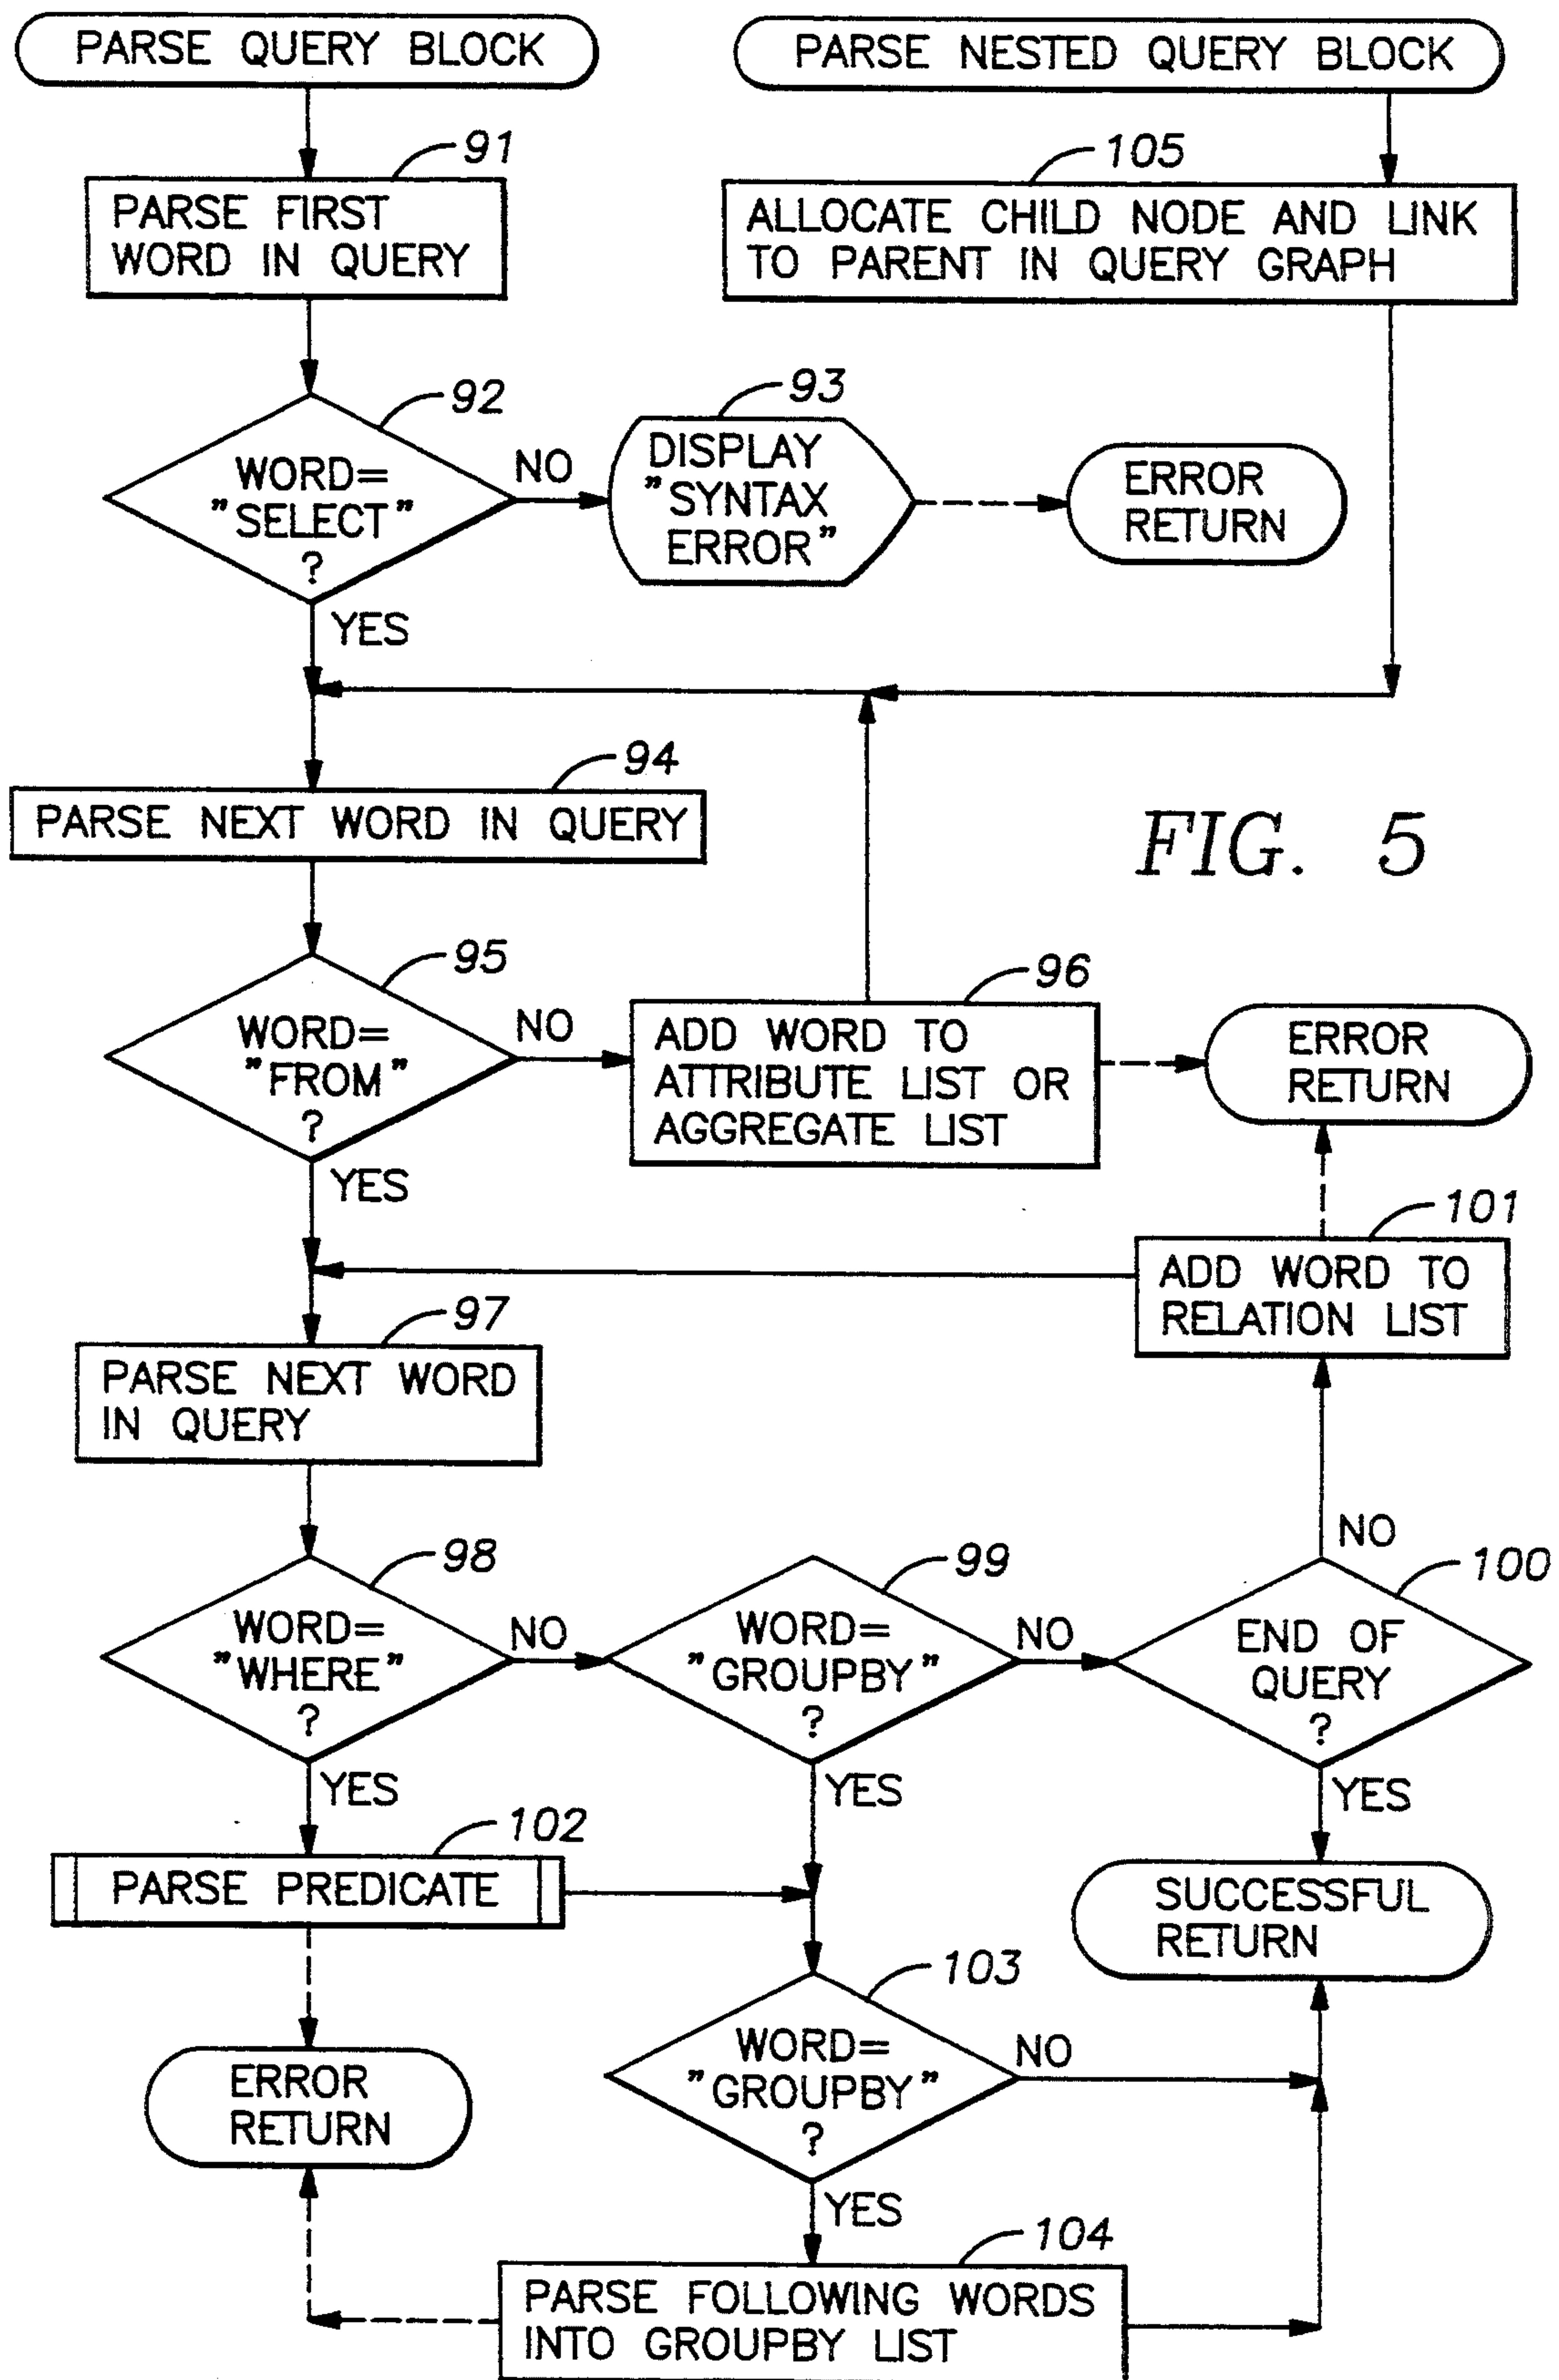 PARSE QUERY BLOCK
PARSE NESTED QUERY BLOCK
91
PARSE FIRST
WORD IN QUERY
105
ALLOCATE CHILD NODE AND LINK
TO PARENT IN QUERY GRAPH
92
WORD=
"SELECT"
?
NO
YES
93
DISPLAY
"SYNTAX
ERROR"
ERROR
RETURN
94
PARSE NEXT WORD IN QUERY
FIG. 5
95
WORD=
"FROM"
?
NO
YES
96
ADD WORD TO
ATTRIBUTE LIST OR
AGGREGATE LIST
ERROR
RETURN
101
ADD WORD TO
RELATION LIST
97
PARSE NEXT WORD
IN QUERY
98
WORD=
"WHERE"
?
NO
YES
99
WORD=
"GROUPBY"
?
NO
YES
100
END OF
QUERY
?
NO
YES
102
PARSE PREDICATE
SUCCESSFUL
RETURN
103
WORD=
"GROUPBY"
?
NO
YES
ERROR
RETURN
104
PARSE FOLLOWING WORDS
INTO GROUPBY LIST